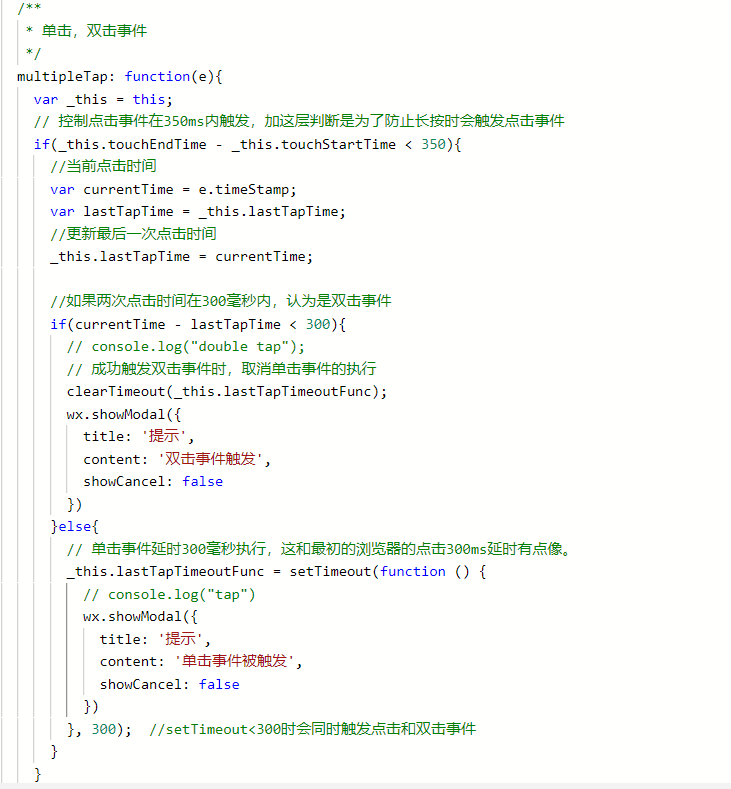 /**
 * 单击，双击事件
 */
multipleTap: function(e){
  var _this = this;
  // 控制点击事件在350ms内触发，加这层判断是为了防止长按时会触发点击事件
  if(_this.touchEndTime - _this.touchStartTime < 350){
    //当前点击时间
    var currentTime = e.timeStamp;
    var lastTapTime = _this.lastTapTime;
    //更新最后一次点击时间
    _this.lastTapTime = currentTime;

    //如果两次点击时间在300毫秒内，认为是双击事件
    if(currentTime - lastTapTime < 300){
      // console.log("double tap");
      // 成功触发双击事件时，取消单击事件的执行
      clearTimeout(_this.lastTapTimeoutFunc);
      wx.showModal({
        title: '提示',
        content: '双击事件触发',
        showCancel: false
      })
    }else{
      // 单击事件延时300毫秒执行，这和最初的浏览器的点击300ms延时有点像。
      _this.lastTapTimeoutFunc = setTimeout(function () {
        // console.log("tap")
        wx.showModal({
          title: '提示',
          content: '单击事件被触发',
          showCancel: false
        })
      }, 300);  //setTimeout<300时会同时触发点击和双击事件
    }
  }